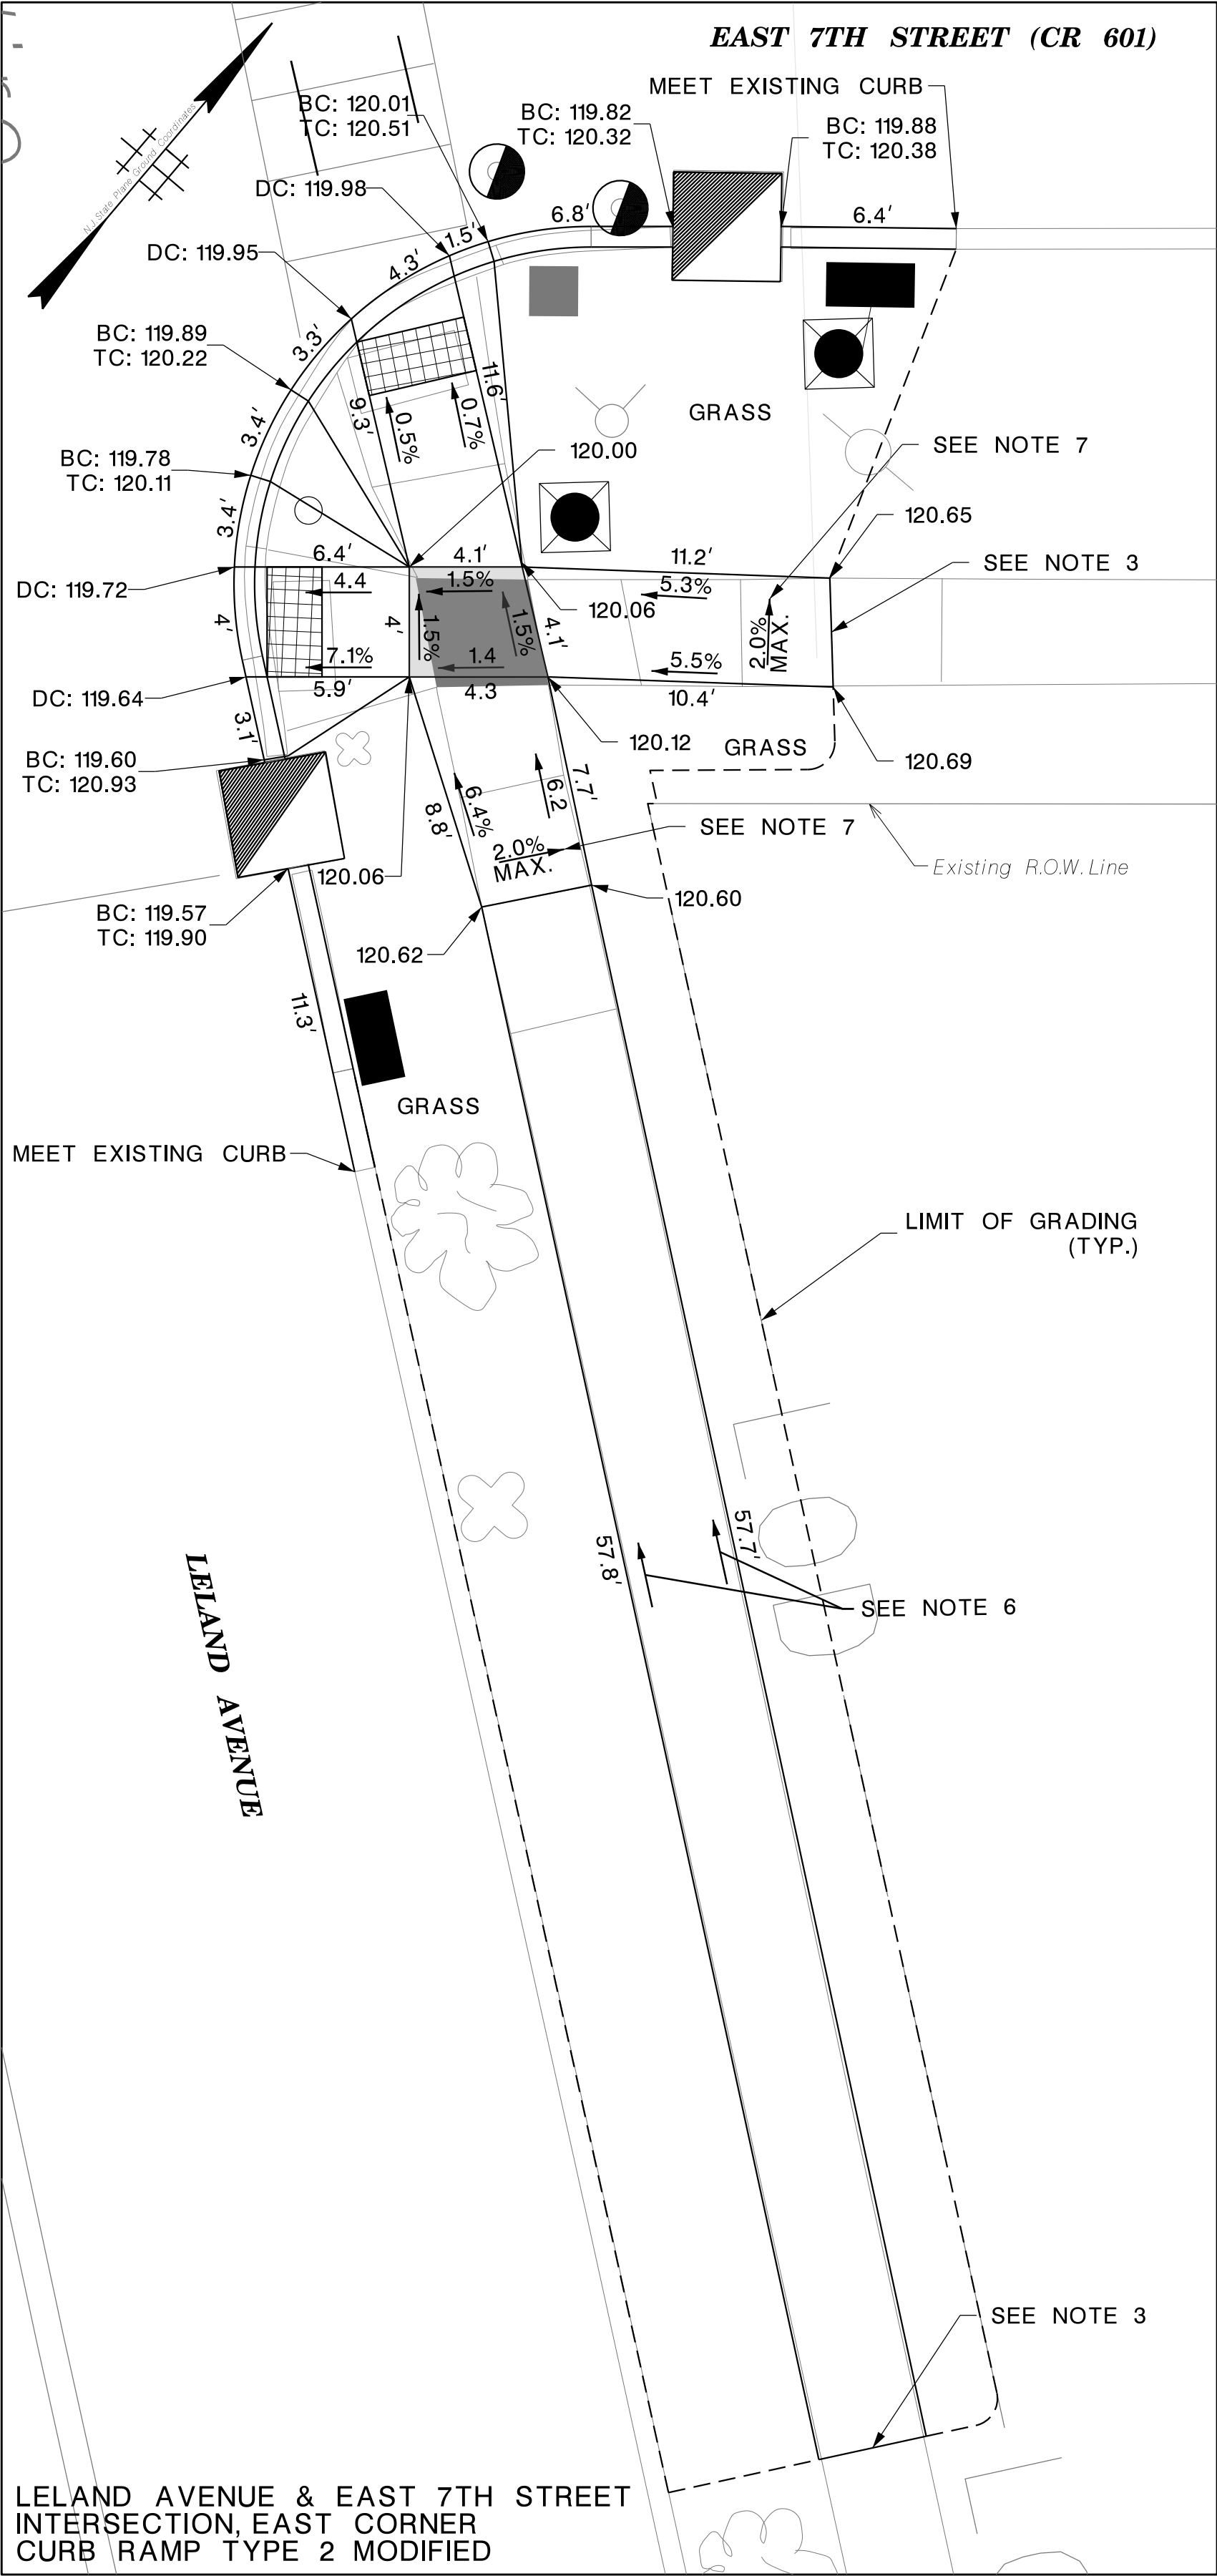 EAST 7TH STREET (CR 601)
MEET EXISTING CURB
BC: 120.01
TC: 120.51
BC: 119.82
TC: 120.32
BC: 119.88
TC: 120.38
N.J. State Plane Ground Coordinates
DC: 119.98
6.8'
6.4'
1.5'
DC: 119.95
4.3'
BC: 119.89
TC: 120.22
3.3'
11.6'
9.3'
0.5%
0.7%
GRASS
3.4'
120.00
SEE NOTE 7
BC: 119.78
TC: 120.11
3.4'
120.65
6.4'
4.1'
11.2'
SEE NOTE 3
DC: 119.72
4.4
1.5%
5.3%
120.06
4'
4'
1.5%
1.5%
4.1'
2.0%
MAX.
7.1%
1.4
5.5%
DC: 119.64
5.9'
4.3
10.4'
3.1'
120.12
GRASS
BC: 119.60
TC: 120.93
120.69
7.7'
6.2
6.4%
8.8'
SEE NOTE 7
2.0%
MAX.
Existing R.O.W. Line
120.06
120.60
BC: 119.57
TC: 119.90
120.62
11.3'
GRASS
MEET EXISTING CURB
LIMIT OF GRADING
(TYP.)
57.8'
57.7'
SEE NOTE 6
LELAND AVENUE
SEE NOTE 3
LELAND AVENUE & EAST 7TH STREET
INTERSECTION, EAST CORNER
CURB RAMP TYPE 2 MODIFIED